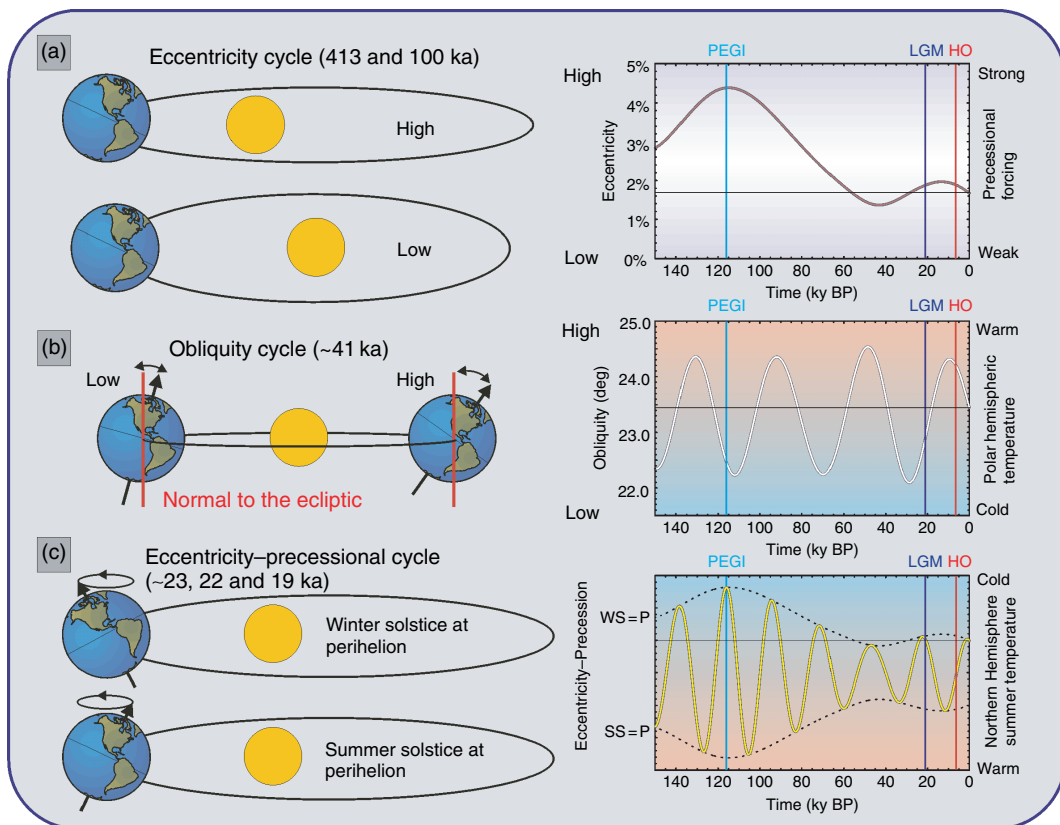 (a)
Eccentricity cycle (413 and 100 ka)
High
Low
PEGI
LGM HO
High
Low
Eccentricity
5%
4%
3%
2%
1%
0%
Strong
Precessional
forcing
Weak
140 120 100 80 60 40 20 0
Time (ky BP)
(b)
Obliquity cycle (~41 ka)
Low
High
Normal to the ecliptic
PEGI
LGM HO
High
Low
Obliquity (deg)
25.0
24.0
23.0
22.0
Warm
Polar hemispheric
temperature
Cold
140 120 100 80 60 40 20 0
Time (ky BP)
(c)
Eccentricity–precessional cycle
(~23, 22 and 19 ka)
Winter solstice at
perihelion
Summer solstice at
perihelion
PEGI
LGM HO
Eccentricity–Precession
WS=P
SS=P
Cold
Northern Hemisphere
summer temperature
Warm
140 120 100 80 60 40 20 0
Time (ky BP)